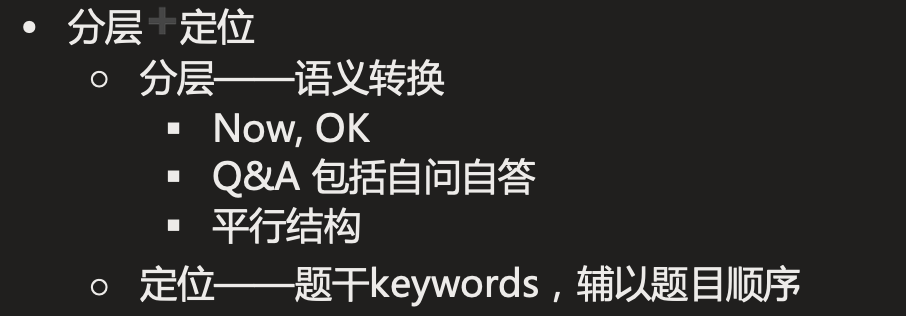 • 分层➕定位
○ 分层——语义转换
▪ Now, OK
▪ Q&A 包括自问自答
▪ 平行结构
○ 定位——题干keywords，辅以题目顺序